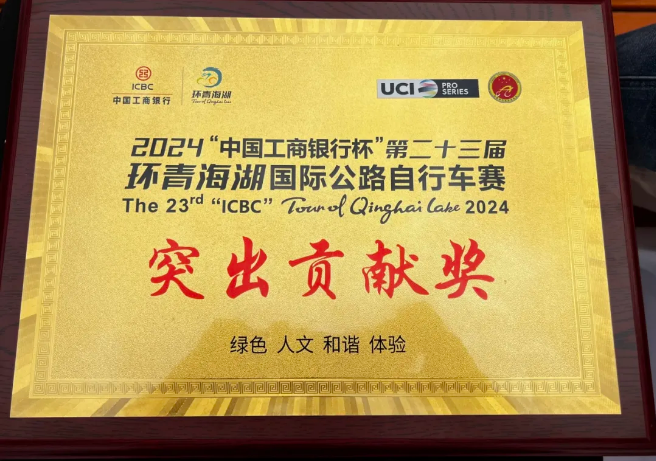 ICBC
中国工商银行
环青海湖
Tour of Qinghai Lake
UCI PRO SERIES
2024“中国工商银行杯”第二十三届
环青海湖国际公路自行车赛
The 23rd “ICBC” Tour of Qinghai Lake 2024
突出贡献奖
绿色 人文 和谐 体验